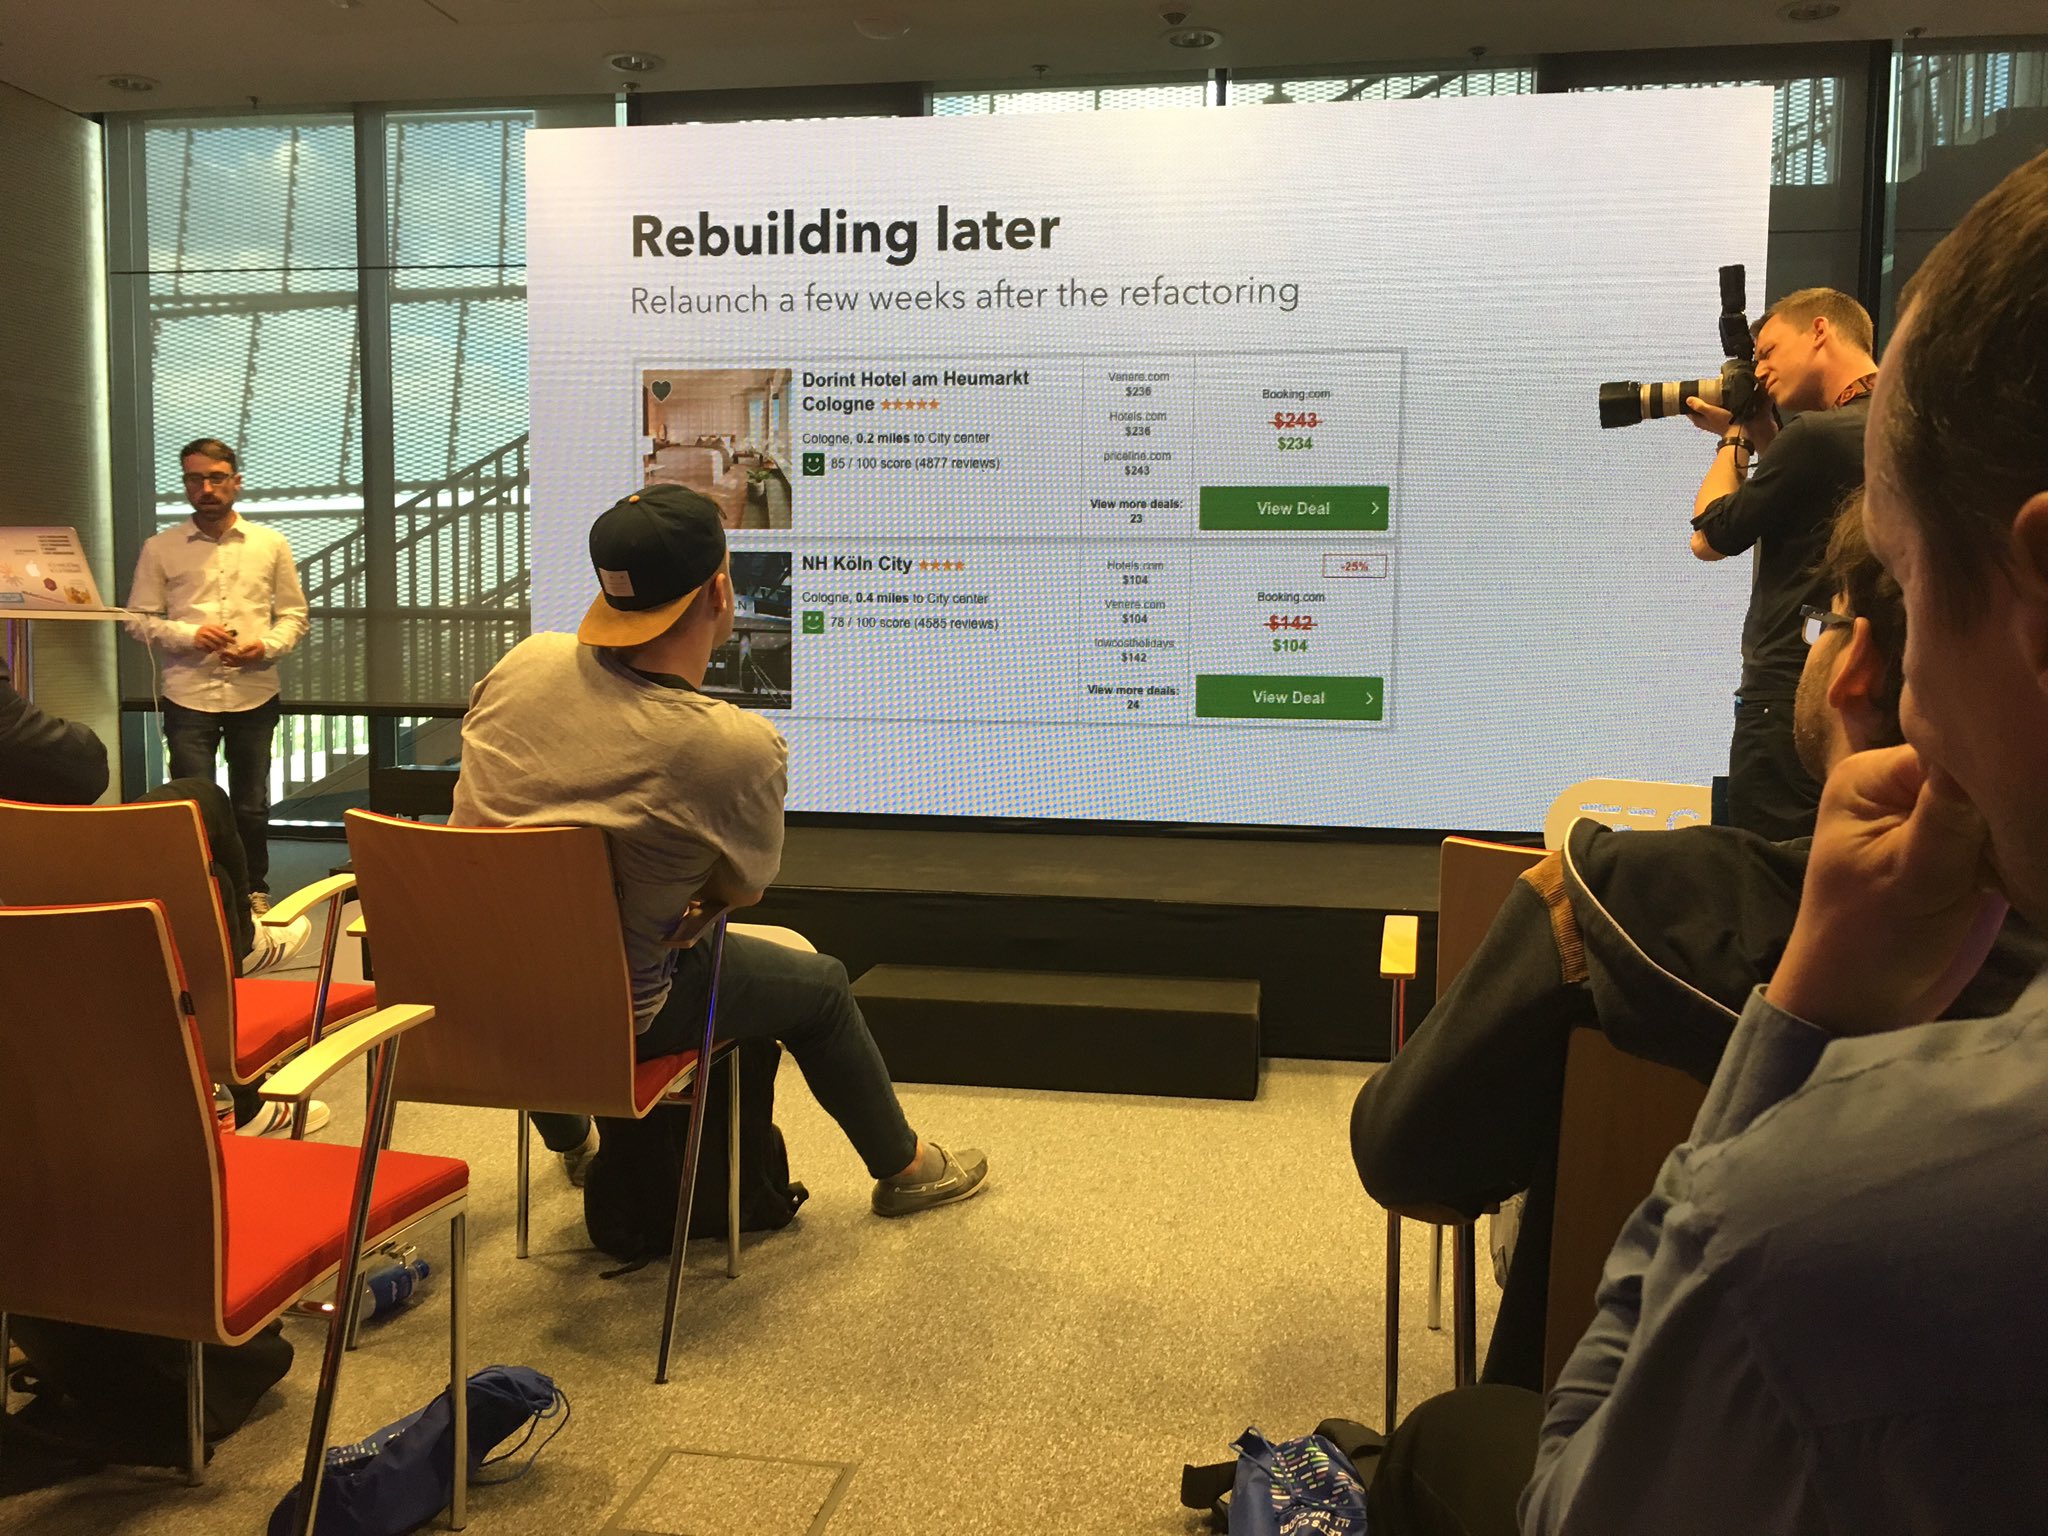 Rebuilding later
Relaunch a few weeks after the refactoring
Dorint Hotel am Heumarkt
Cologne ★★★★★
Cologne, 0.2 miles to City center
85 / 100 score (4877 reviews)
Venere.com
$236
Hotels.com
$236
priceline.com
$243
View more deals:
23
Booking.com
$243
$234
View Deal
NH Köln City ★★★★
Cologne, 0.4 miles to City center
78 / 100 score (4585 reviews)
Hotels.com
$104
Venere.com
$104
lowcostholidays
$142
View more deals:
24
-25%
Booking.com
$142
$104
View Deal
LET'S CODE
ALL THE